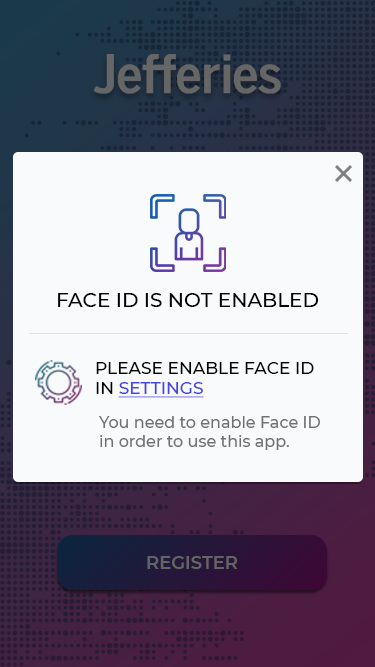 Jefferies
FACE ID IS NOT ENABLED
PLEASE ENABLE FACE ID
IN SETTINGS
You need to enable Face ID
in order to use this app.
REGISTER